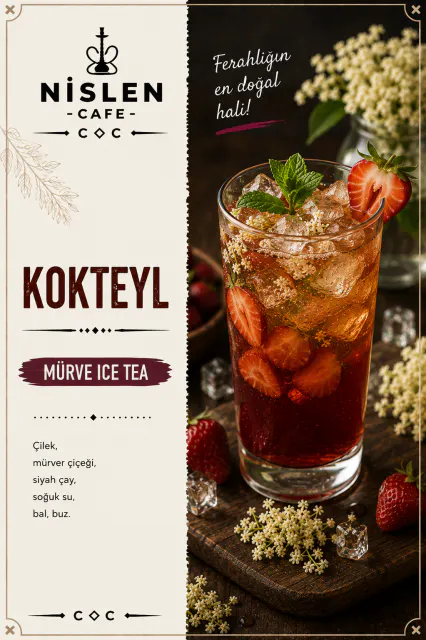 NİSLEN
-CAFE-
C◇C
Ferahlığın
en doğal
hali!
KOKTEYL
MÜRVE ICE TEA
Çilek,
mürver çiçeği,
siyah çay,
soğuk su,
bal, buz.
C◇C